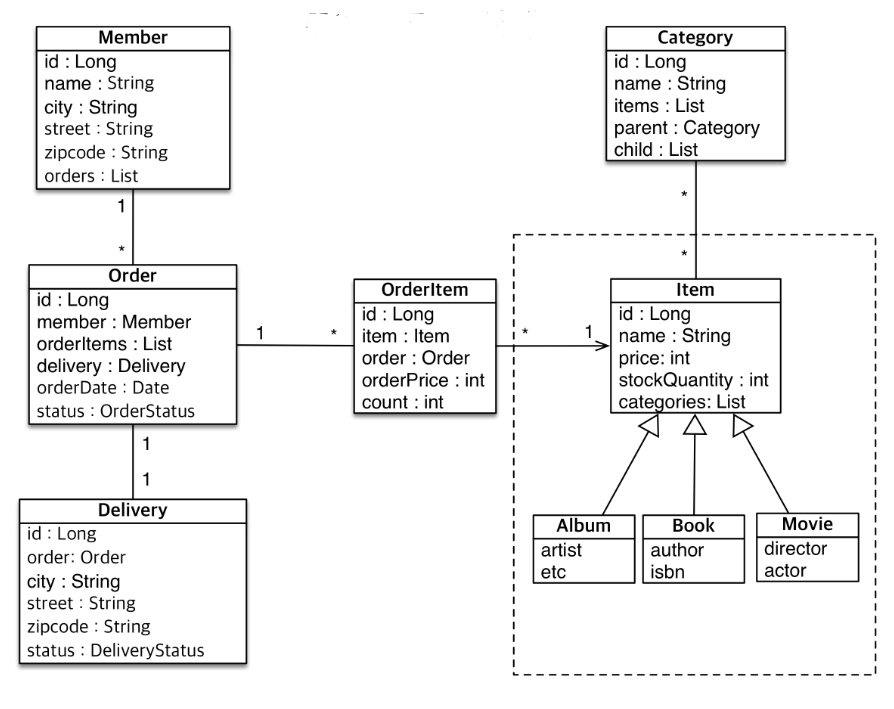 Member
id : Long
name : String
city : String
street : String
zipcode : String
orders : List
1
*
Order
id : Long
member : Member
orderItems : List
delivery : Delivery
orderDate : Date
status : OrderStatus
1
*
1
1
Delivery
id : Long
order: Order
city : String
street : String
zipcode : String
status : DeliveryStatus
OrderItem
id : Long
item : Item
order : Order
orderPrice : int
count : int
*
1
Category
id : Long
name : String
items : List
parent : Category
child : List
*
*
Item
id : Long
name : String
price: int
stockQuantity : int
categories: List
Album
artist
etc
Book
author
isbn
Movie
director
actor